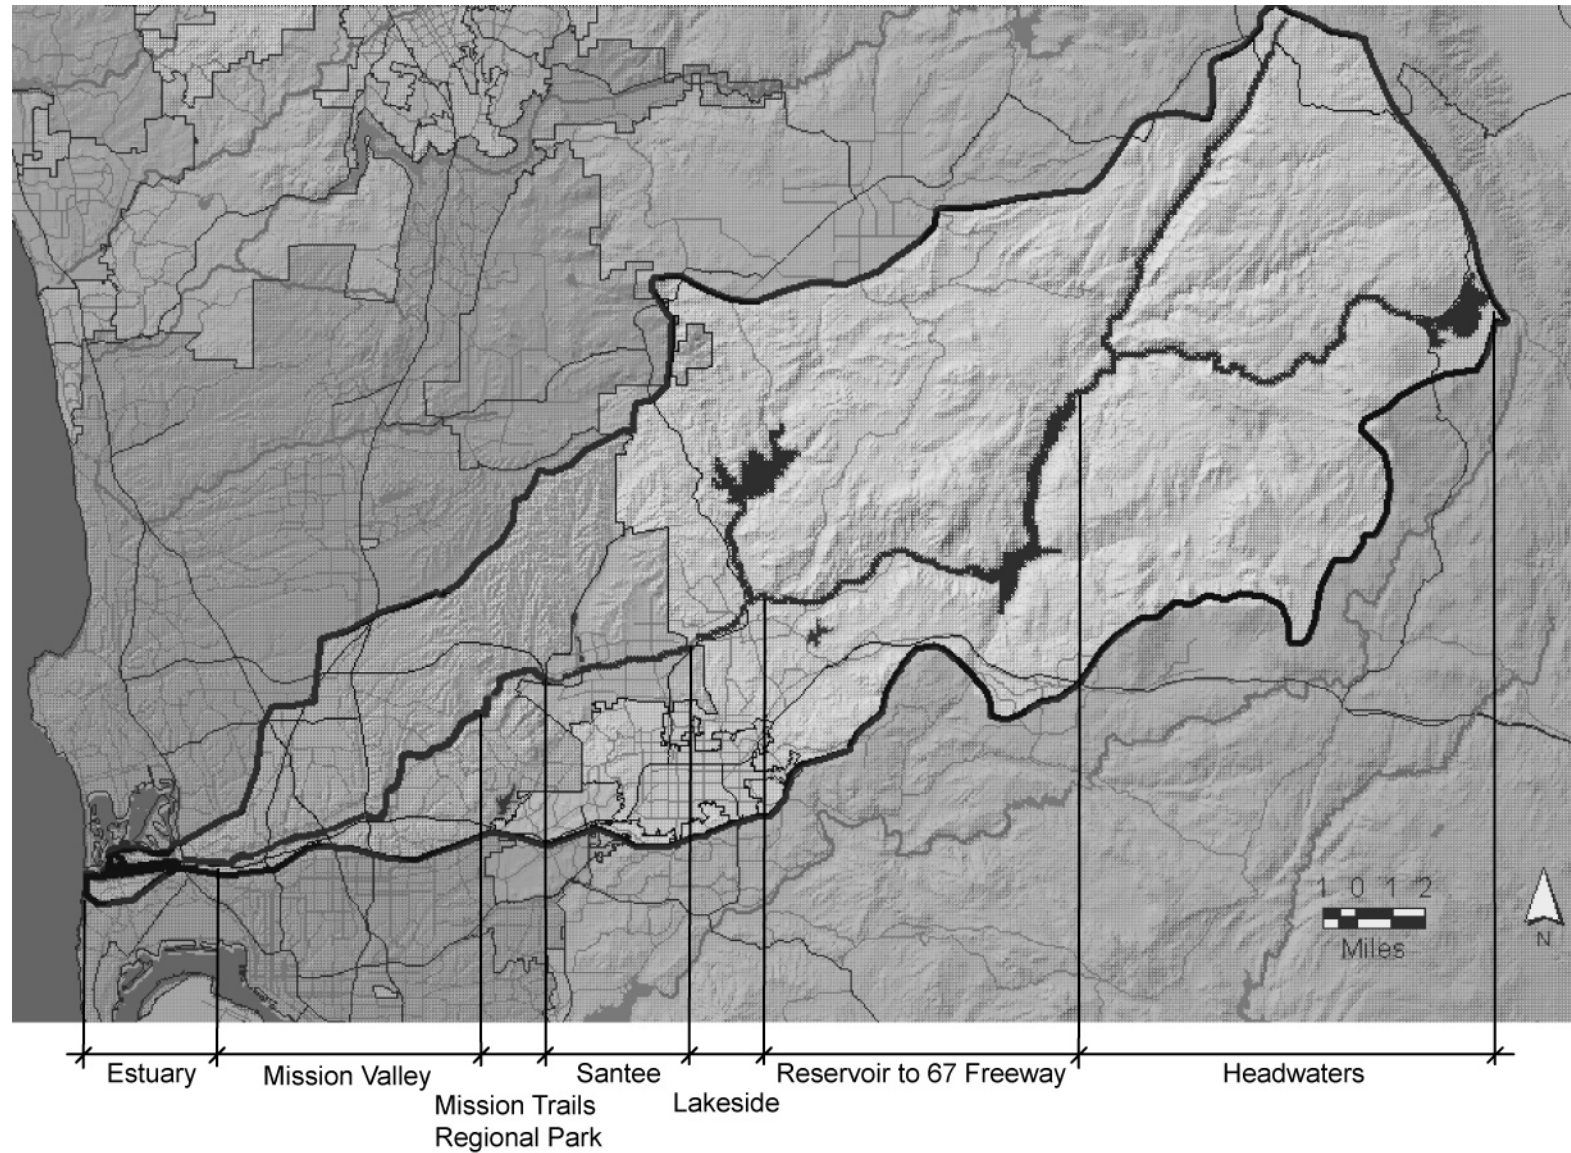 1 0 1 2
Miles
N
Estuary
Mission Valley
Mission Trails
Regional Park
Santee
Lakeside
Reservoir to 67 Freeway
Headwaters